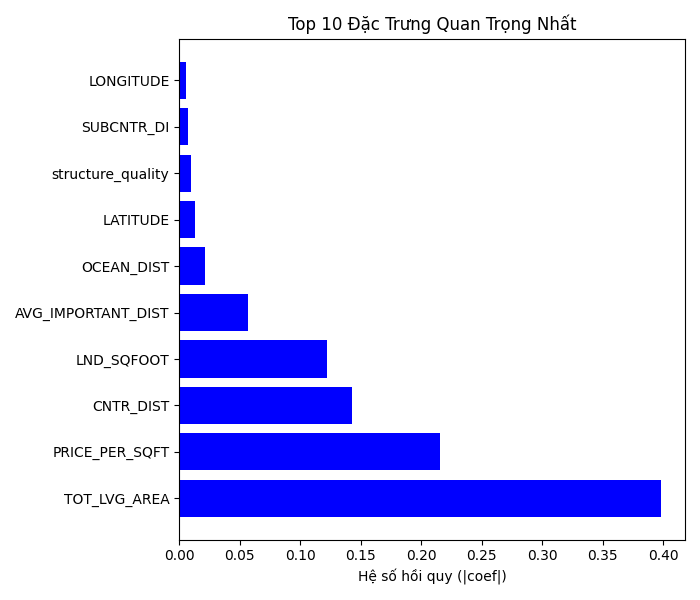 Top 10 Đặc Trưng Quan Trọng Nhất
LONGITUDE
SUBCNTR_DI
structure_quality
LATITUDE
OCEAN_DIST
AVG_IMPORTANT_DIST
LND_SQFOOT
CNTR_DIST
PRICE_PER_SQFT
TOT_LVG_AREA
0.00 0.05 0.10 0.15 0.20 0.25 0.30 0.35 0.40
Hệ số hồi quy (|coef|)